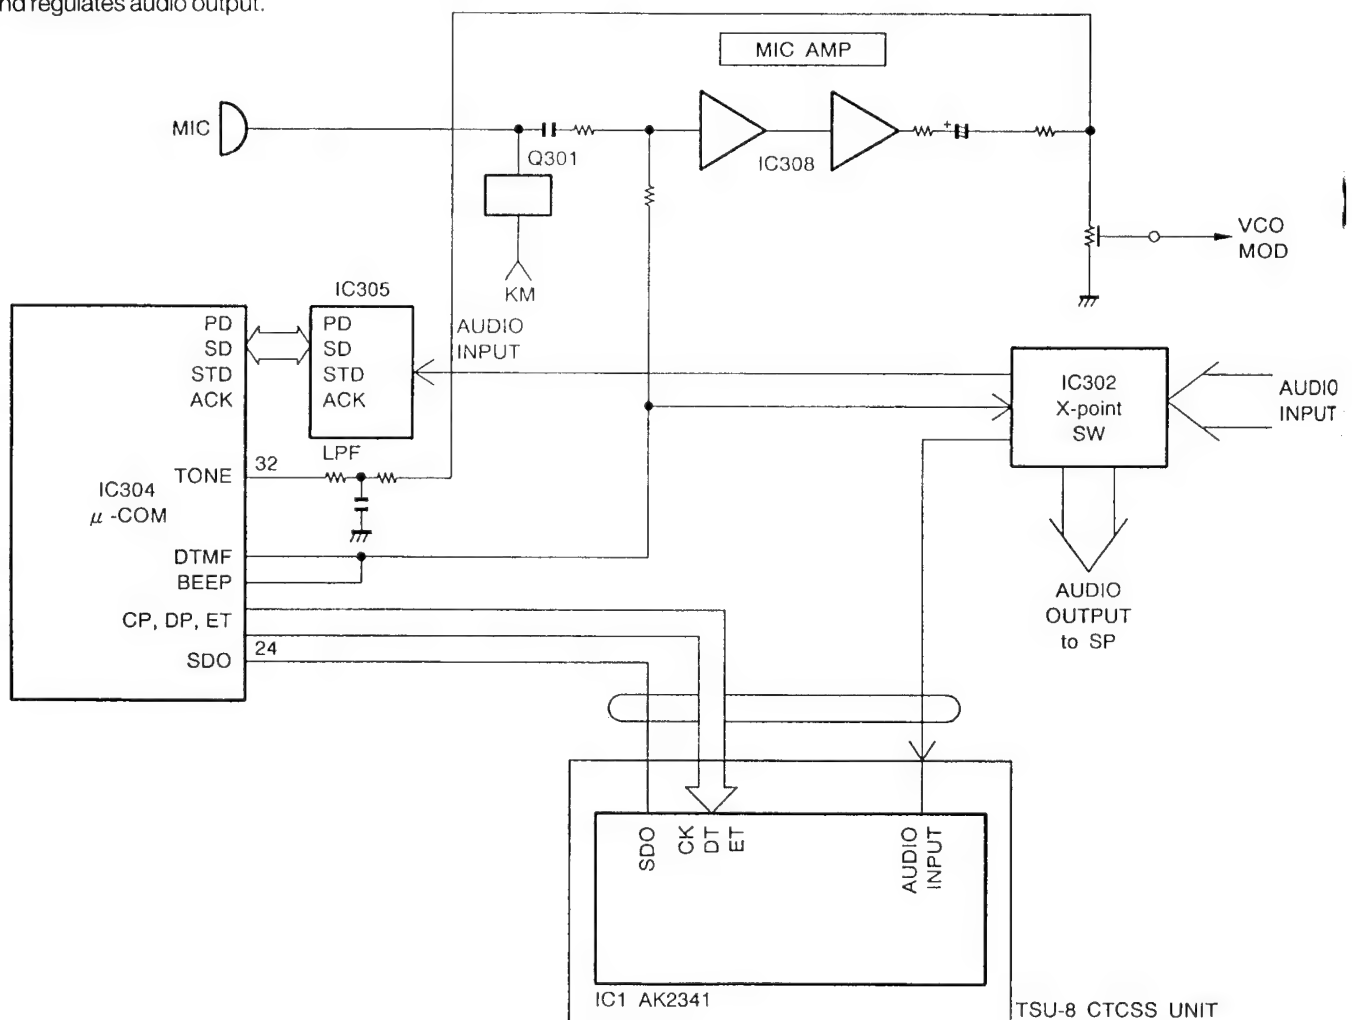 nd regulates audio output.
MIC AMP
MIC
Q301
IC308
VCO
MOD
KM
IC305
AUDIO
INPUT
PD
SD
STD
ACK
PD
SD
STD
ACK
IC302
X-point
SW
AUDIO
INPUT
LPF
TONE
32
IC304
μ-COM
DTMF
BEEP
CP, DP, ET
SDO
24
AUDIO
OUTPUT
to SP
SDO
CK
DT
ET
AUDIO
INPUT
IC1 AK2341
TSU-8 CTCSS UNIT